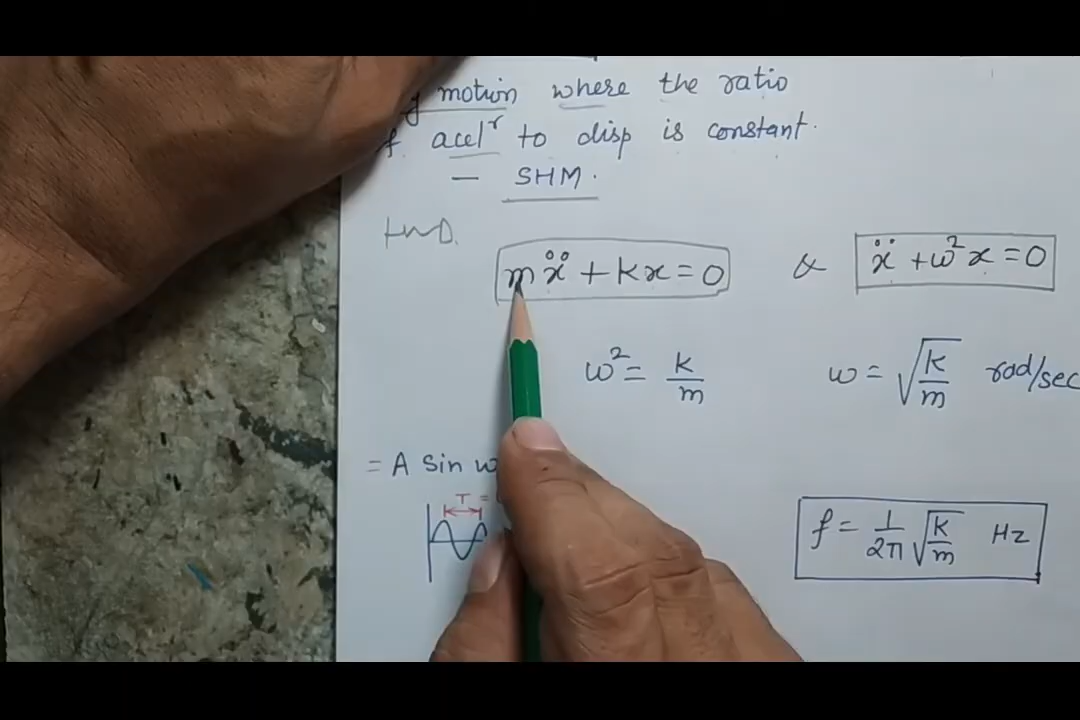 motion where the ratio
f acelʳ to disp is constant.
— SHM.
mẍ + kx = 0 & ẍ + ω²x = 0
ω² = k/m ω = √(k/m) rad/sec
= A sin ω
T =
f = 1/2π √(k/m) Hz